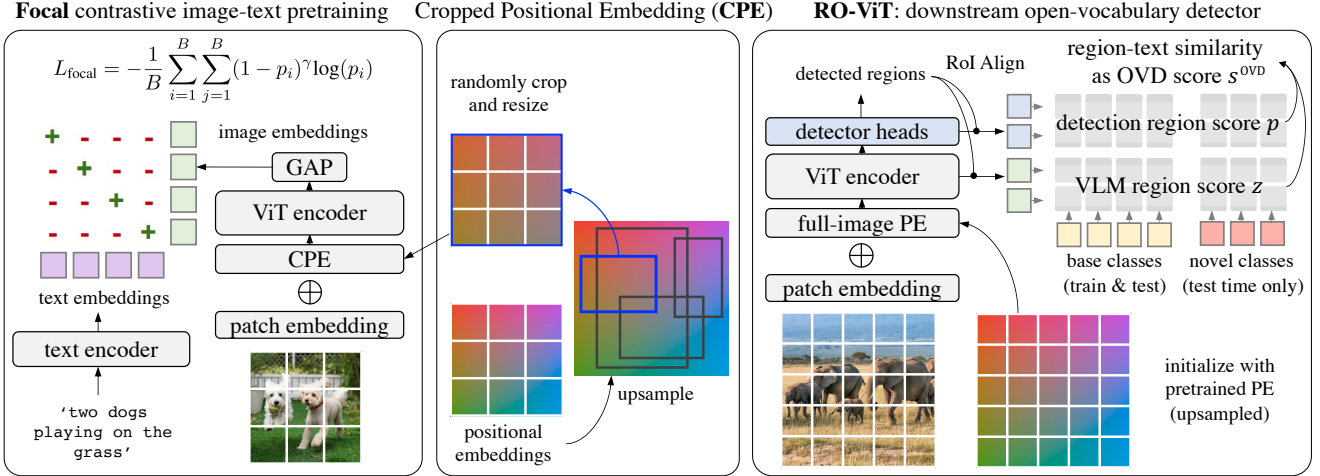 Focal contrastive image-text pretraining
L_focal = -\frac{1}{B} \sum_{i=1}^{B} \sum_{j=1}^{B} (1 - p_i)^γ log(p_i)
+ - - -
- + - -
- - + -
- - - +
image embeddings
GAP
ViT encoder
CPE
⊕
patch embedding
text embeddings
text encoder
‘two dogs
playing on the
grass’
Cropped Positional Embedding (CPE)
randomly crop
and resize
upsample
positional
embeddings
RO-ViT: downstream open-vocabulary detector
detected regions
RoI Align
region-text similarity
as OVD score s^OVD
detector heads
detection region score p
ViT encoder
VLM region score z
full-image PE
⊕
patch embedding
base classes
(train & test)
novel classes
(test time only)
initialize with
pretrained PE
(upsampled)